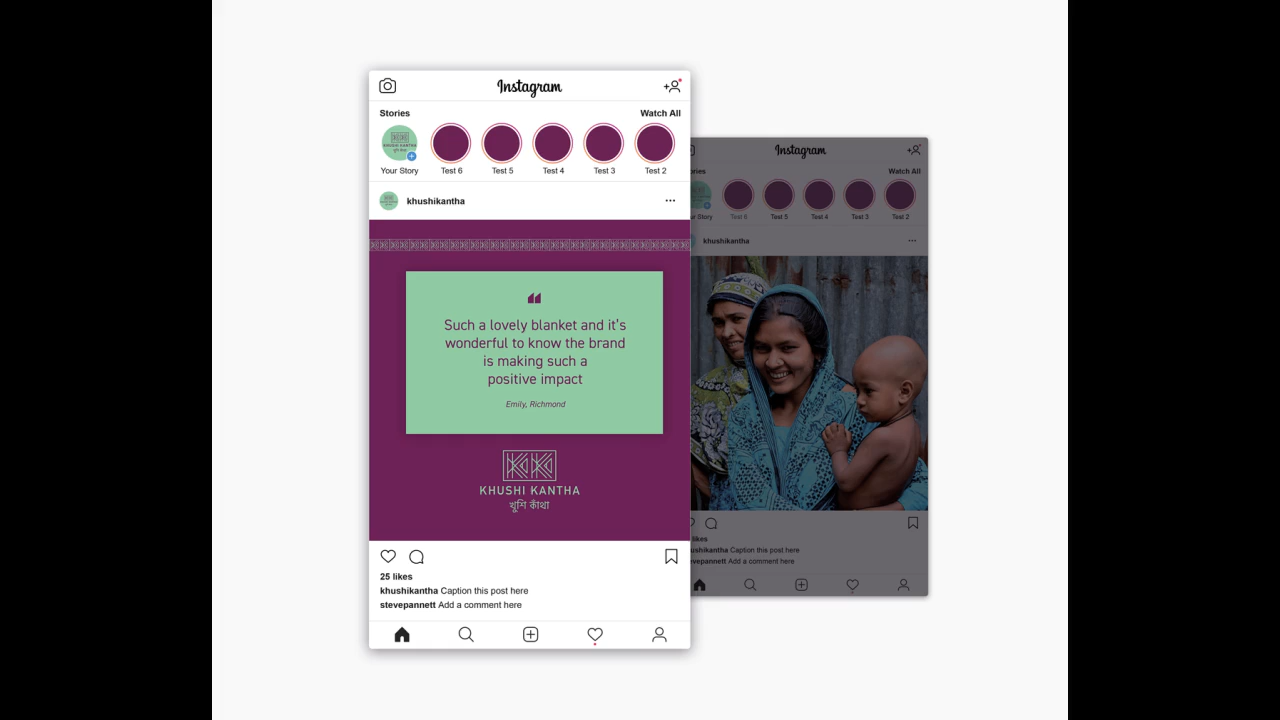 Instagram
Stories
Watch All
Your Story
Test 6
Test 5
Test 4
Test 3
Test 2
khushikantha
Such a lovely blanket and it's
wonderful to know the brand
is making such a
positive impact
Emily, Richmond
KHUSHI KANTHA
খুশি কাঁথা
25 likes
khushikantha Caption this post here
stevepannett Add a comment here
Instagram
Watch All
Test 6
Test 5
Test 4
Test 3
Test 2
khushikantha
likes
Caption this post here
Add a comment here